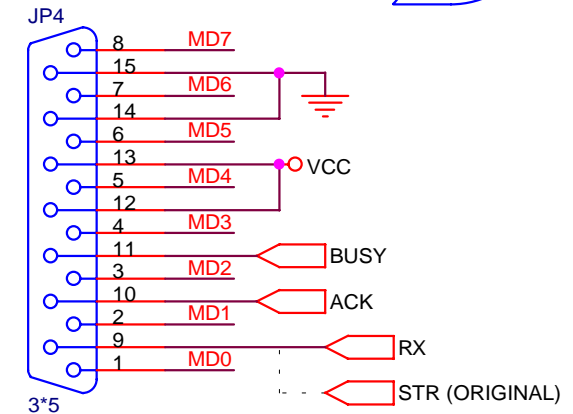 JP4
8 MD7
15
7 MD6
14
6 MD5
13
VCC
5 MD4
12
4 MD3
11 BUSY
3 MD2
10 ACK
2 MD1
9 RX
1 MD0
STR (ORIGINAL)
3*5